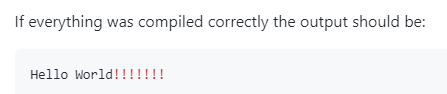 If everything was compiled correctly the output should be:
Hello World!!!!!!!